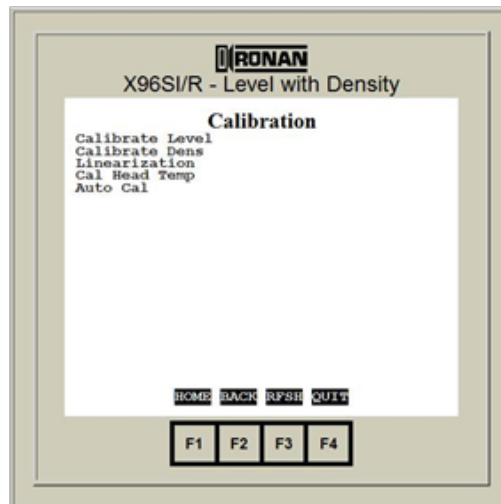 RONAN
X96SI/R - Level with Density
Calibration
Calibrate Level
Calibrate Dens
Linearization
Cal Head Temp
Auto Cal
HOME BACK RFSH QUIT
F1 F2 F3 F4